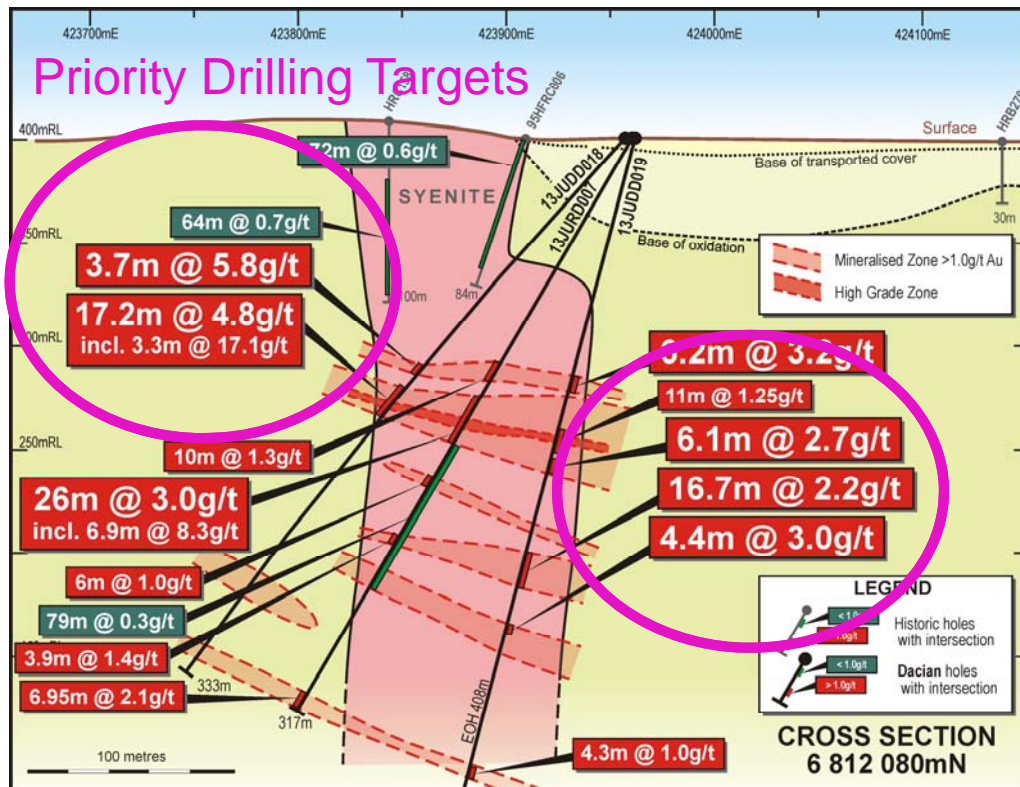 423700mE 423800mE 423900mE 424000mE 424100mE
Priority Drilling Targets
95HFRC006
HRB270
400mRL
Surface
72m @ 0.6g/t
Base of transported cover
SYENITE
13JUDD018
13JURD007
13JUDD019
64m @ 0.7g/t
30m
Base of oxidation
3.7m @ 5.8g/t
Mineralised Zone >1.0g/t Au
High Grade Zone
84m
100m
17.2m @ 4.8g/t
incl. 3.3m @ 17.1g/t
@ 3.2g/t
11m @ 1.25g/t
6.1m @ 2.7g/t
250mRL
10m @ 1.3g/t
16.7m @ 2.2g/t
26m @ 3.0g/t
incl. 6.9m @ 8.3g/t
4.4m @ 3.0g/t
6m @ 1.0g/t
79m @ 0.3g/t
3.9m @ 1.4g/t
6.95m @ 2.1g/t
333m
317m
EOH 408m
LEGEND
Historic holes
with intersection
< 1.0g/t
Dacian holes
> 1.0g/t
with intersection
100 metres
4.3m @ 1.0g/t
CROSS SECTION
6 812 080mN